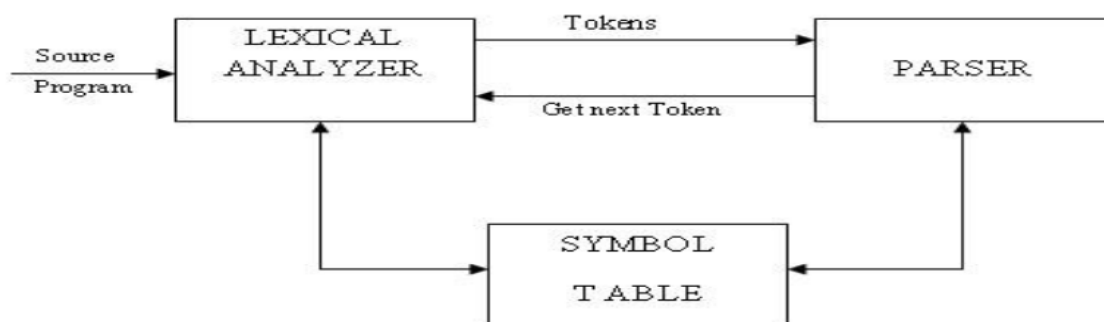 Source
Program
LEXICAL
ANALYZER
Tokens
Get next Token
PARSER
SYMBOL
TABLE